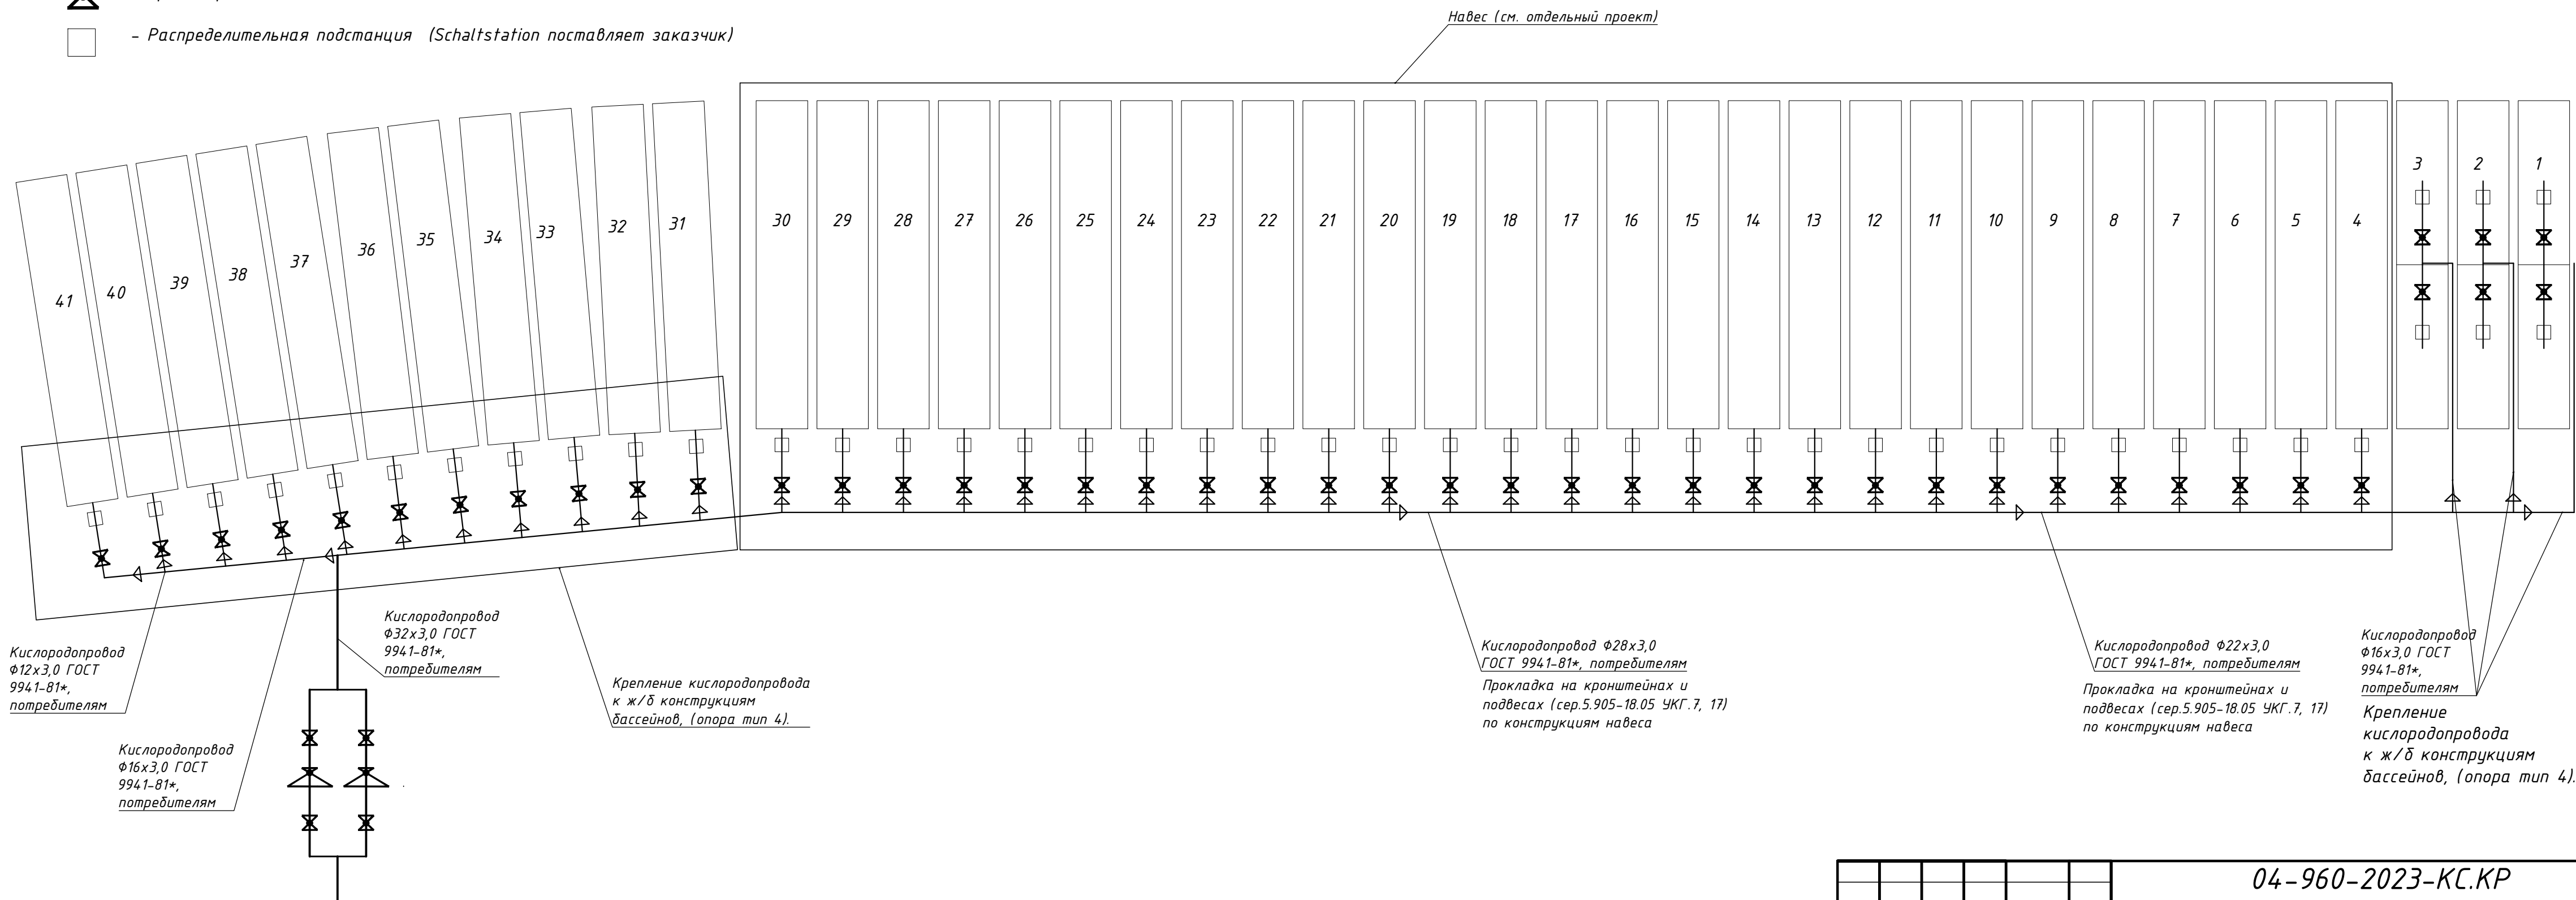 - Распределительная подстанция (Schaltstation поставляет заказчик)
Навес (см. отдельный проект)
41
40
39
38
37
36
35
34
33
32
31
30
29
28
27
26
25
24
23
22
21
20
19
18
17
16
15
14
13
12
11
10
9
8
7
6
5
4
3
2
1
Кислородопровод
Ф12х3,0 ГОСТ
9941-81*,
потребителям
Кислородопровод
Ф16х3,0 ГОСТ
9941-81*,
потребителям
Кислородопровод
Ф32х3,0 ГОСТ
9941-81*,
потребителям
Крепление кислородопровода
к ж/б конструкциям
бассейнов, (опора тип 4).
Кислородопровод Ф28х3,0
ГОСТ 9941-81*, потребителям
Прокладка на кронштейнах и
подвесах (сер.5.905-18.05 УКГ.7, 17)
по конструкциям навеса
Кислородопровод Ф22х3,0
ГОСТ 9941-81*, потребителям
Прокладка на кронштейнах и
подвесах (сер.5.905-18.05 УКГ.7, 17)
по конструкциям навеса
Кислородопровод
Ф16х3,0 ГОСТ
9941-81*,
потребителям
Крепление
кислородопровода
к ж/б конструкциям
бассейнов, (опора тип 4).
04-960-2023-КС.КР